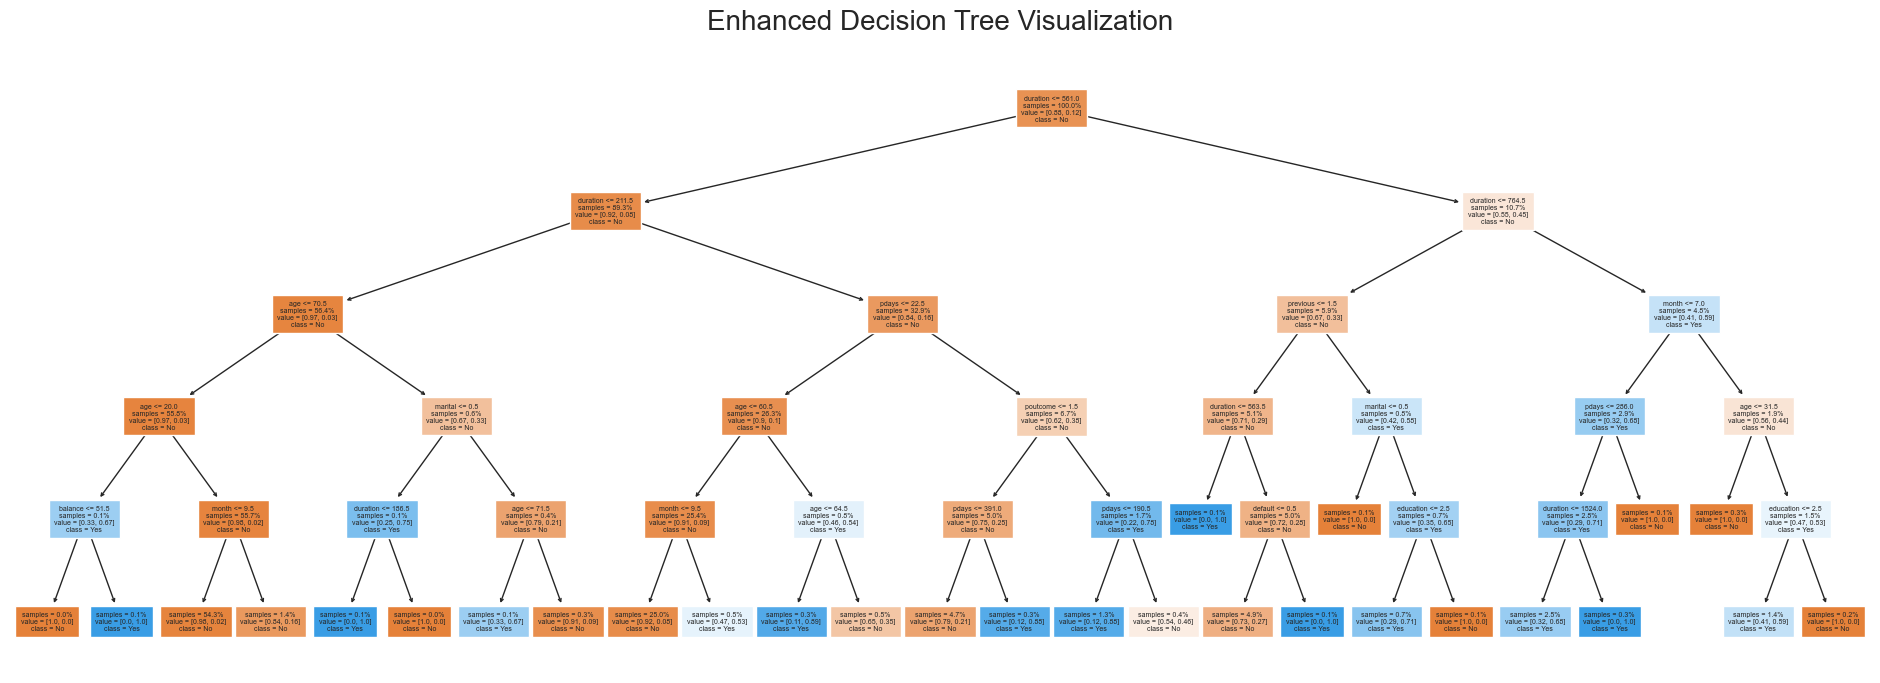 Enhanced Decision Tree Visualization
duration <= 561.0
samples = 100.0%
value = [0.88, 0.12]
class = No
duration <= 211.5
samples = 89.3%
value = [0.92, 0.08]
class = No
duration <= 764.5
samples = 10.7%
value = [0.55, 0.45]
class = No
age <= 70.5
samples = 56.4%
value = [0.97, 0.03]
class = No
pdays <= 22.5
samples = 32.9%
value = [0.84, 0.16]
class = No
previous <= 1.5
samples = 5.9%
value = [0.67, 0.33]
class = No
month <= 7.0
samples = 4.8%
value = [0.41, 0.59]
class = Yes
age <= 20.0
samples = 55.8%
value = [0.97, 0.03]
class = No
marital <= 0.5
samples = 0.6%
value = [0.67, 0.33]
class = No
age <= 60.5
samples = 26.3%
value = [0.9, 0.1]
class = No
poutcome <= 1.5
samples = 6.7%
value = [0.62, 0.38]
class = No
duration <= 563.5
samples = 5.1%
value = [0.71, 0.29]
class = No
marital <= 0.5
samples = 0.8%
value = [0.42, 0.58]
class = Yes
pdays <= 286.0
samples = 2.9%
value = [0.32, 0.68]
class = Yes
age <= 31.5
samples = 1.9%
value = [0.56, 0.44]
class = No
balance <= 51.5
samples = 0.1%
value = [0.33, 0.67]
class = Yes
month <= 9.5
samples = 55.7%
value = [0.98, 0.02]
class = No
duration <= 186.5
samples = 0.1%
value = [0.25, 0.75]
class = Yes
age <= 71.5
samples = 0.4%
value = [0.79, 0.21]
class = No
month <= 9.5
samples = 25.4%
value = [0.91, 0.09]
class = No
age <= 64.5
samples = 0.8%
value = [0.46, 0.54]
class = Yes
pdays <= 391.0
samples = 5.0%
value = [0.75, 0.25]
class = No
pdays <= 190.5
samples = 1.7%
value = [0.22, 0.78]
class = Yes
samples = 0.1%
value = [0.0, 1.0]
class = Yes
default <= 0.5
samples = 5.0%
value = [0.72, 0.28]
class = No
samples = 0.1%
value = [1.0, 0.0]
class = No
education <= 2.5
samples = 0.7%
value = [0.35, 0.65]
class = Yes
duration <= 1524.0
samples = 2.8%
value = [0.29, 0.71]
class = Yes
samples = 0.1%
value = [1.0, 0.0]
class = No
samples = 0.3%
value = [1.0, 0.0]
class = No
education <= 2.5
samples = 1.5%
value = [0.47, 0.53]
class = Yes
samples = 0.0%
value = [1.0, 0.0]
class = No
samples = 0.1%
value = [0.0, 1.0]
class = Yes
samples = 54.3%
value = [0.98, 0.02]
class = No
samples = 1.4%
value = [0.84, 0.16]
class = No
samples = 0.1%
value = [0.0, 1.0]
class = Yes
samples = 0.0%
value = [1.0, 0.0]
class = No
samples = 0.1%
value = [0.33, 0.67]
class = Yes
samples = 0.3%
value = [0.91, 0.09]
class = No
samples = 25.0%
value = [0.92, 0.08]
class = No
samples = 0.5%
value = [0.47, 0.53]
class = Yes
samples = 0.3%
value = [0.11, 0.89]
class = Yes
samples = 0.5%
value = [0.65, 0.35]
class = No
samples = 4.7%
value = [0.79, 0.21]
class = No
samples = 0.3%
value = [0.12, 0.88]
class = Yes
samples = 1.3%
value = [0.12, 0.88]
class = Yes
samples = 0.4%
value = [0.54, 0.46]
class = No
samples = 4.9%
value = [0.73, 0.27]
class = No
samples = 0.1%
value = [0.0, 1.0]
class = Yes
samples = 0.7%
value = [0.29, 0.71]
class = Yes
samples = 0.1%
value = [1.0, 0.0]
class = No
samples = 2.5%
value = [0.32, 0.68]
class = Yes
samples = 0.3%
value = [0.0, 1.0]
class = Yes
samples = 1.4%
value = [0.41, 0.59]
class = Yes
samples = 0.2%
value = [1.0, 0.0]
class = No